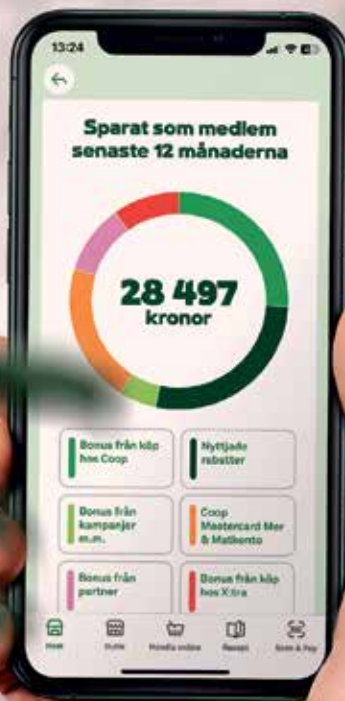 13:24
Sparat som medlem
senaste 12 månaderna
28 497
kronor
Bonus från köp
hos Coop
Nyttjade
rabatter
Bonus från
kampanjer
m.m.
Coop
Mastercard Mer
& Matkonto
Bonus från
partner
Bonus från köp
hos X:tra
Butik
Handla online
Recept
Scan & Pay